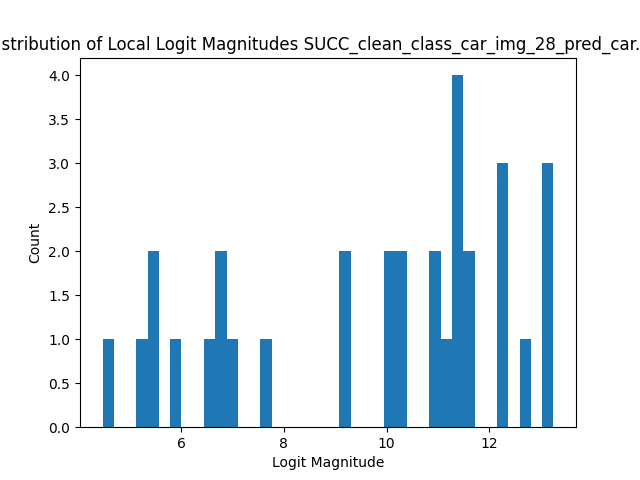 stribution of Local Logit Magnitudes SUCC_clean_class_car_img_28_pred_car.
4.0
3.5
3.0
2.5
2.0
1.5
1.0
0.5
0.0
Count
6 8 10 12
Logit Magnitude